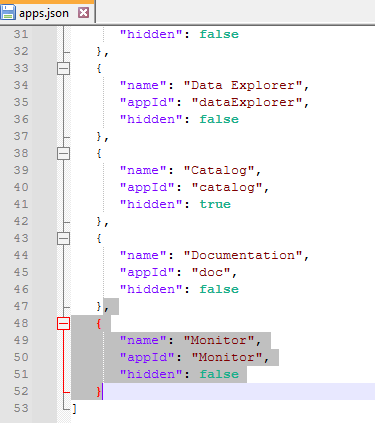 apps.json
31 "hidden": false
32 },
33 {
34 "name": "Data Explorer",
35 "appId": "dataExplorer",
36 "hidden": false
37 },
38 {
39 "name": "Catalog",
40 "appId": "catalog",
41 "hidden": true
42 },
43 {
44 "name": "Documentation",
45 "appId": "doc",
46 "hidden": false
47 },
48 {
49 "name": "Monitor",
50 "appId": "Monitor",
51 "hidden": false
52 }
53 ]